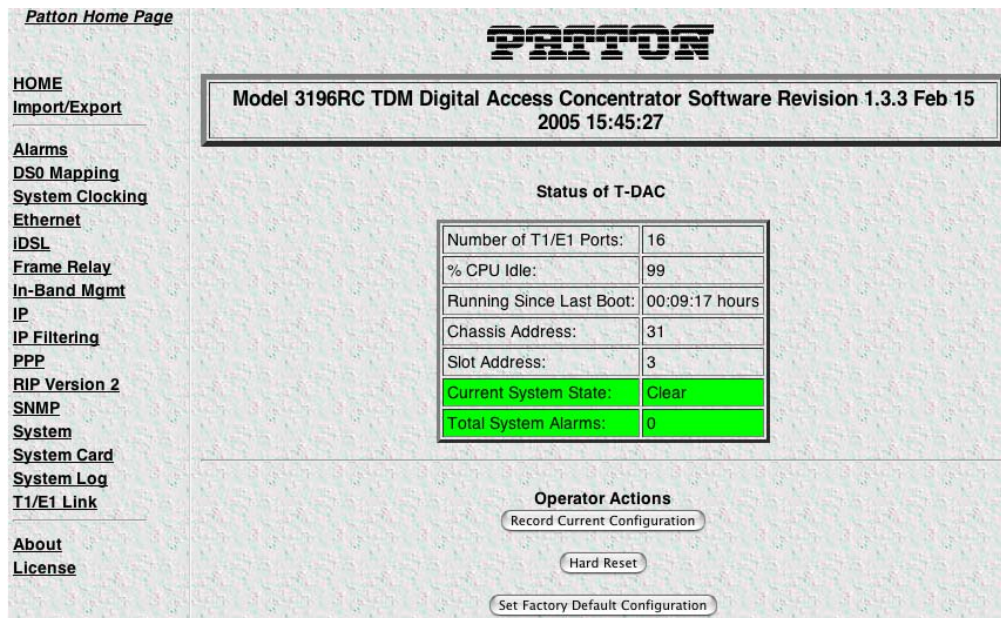 Patton Home Page
HOME
Import/Export
Alarms
DS0 Mapping
System Clocking
Ethernet
iDSL
Frame Relay
In-Band Mgmt
IP
IP Filtering
PPP
RIP Version 2
SNMP
System
System Card
System Log
T1/E1 Link
About
License
PATTON
Model 3196RC TDM Digital Access Concentrator Software Revision 1.3.3 Feb 15
2005 15:45:27
Status of T-DAC
Number of T1/E1 Ports: 16
% CPU Idle: 99
Running Since Last Boot: 00:09:17 hours
Chassis Address: 31
Slot Address: 3
Current System State: Clear
Total System Alarms: 0
Operator Actions
Record Current Configuration
Hard Reset
Set Factory Default Configuration